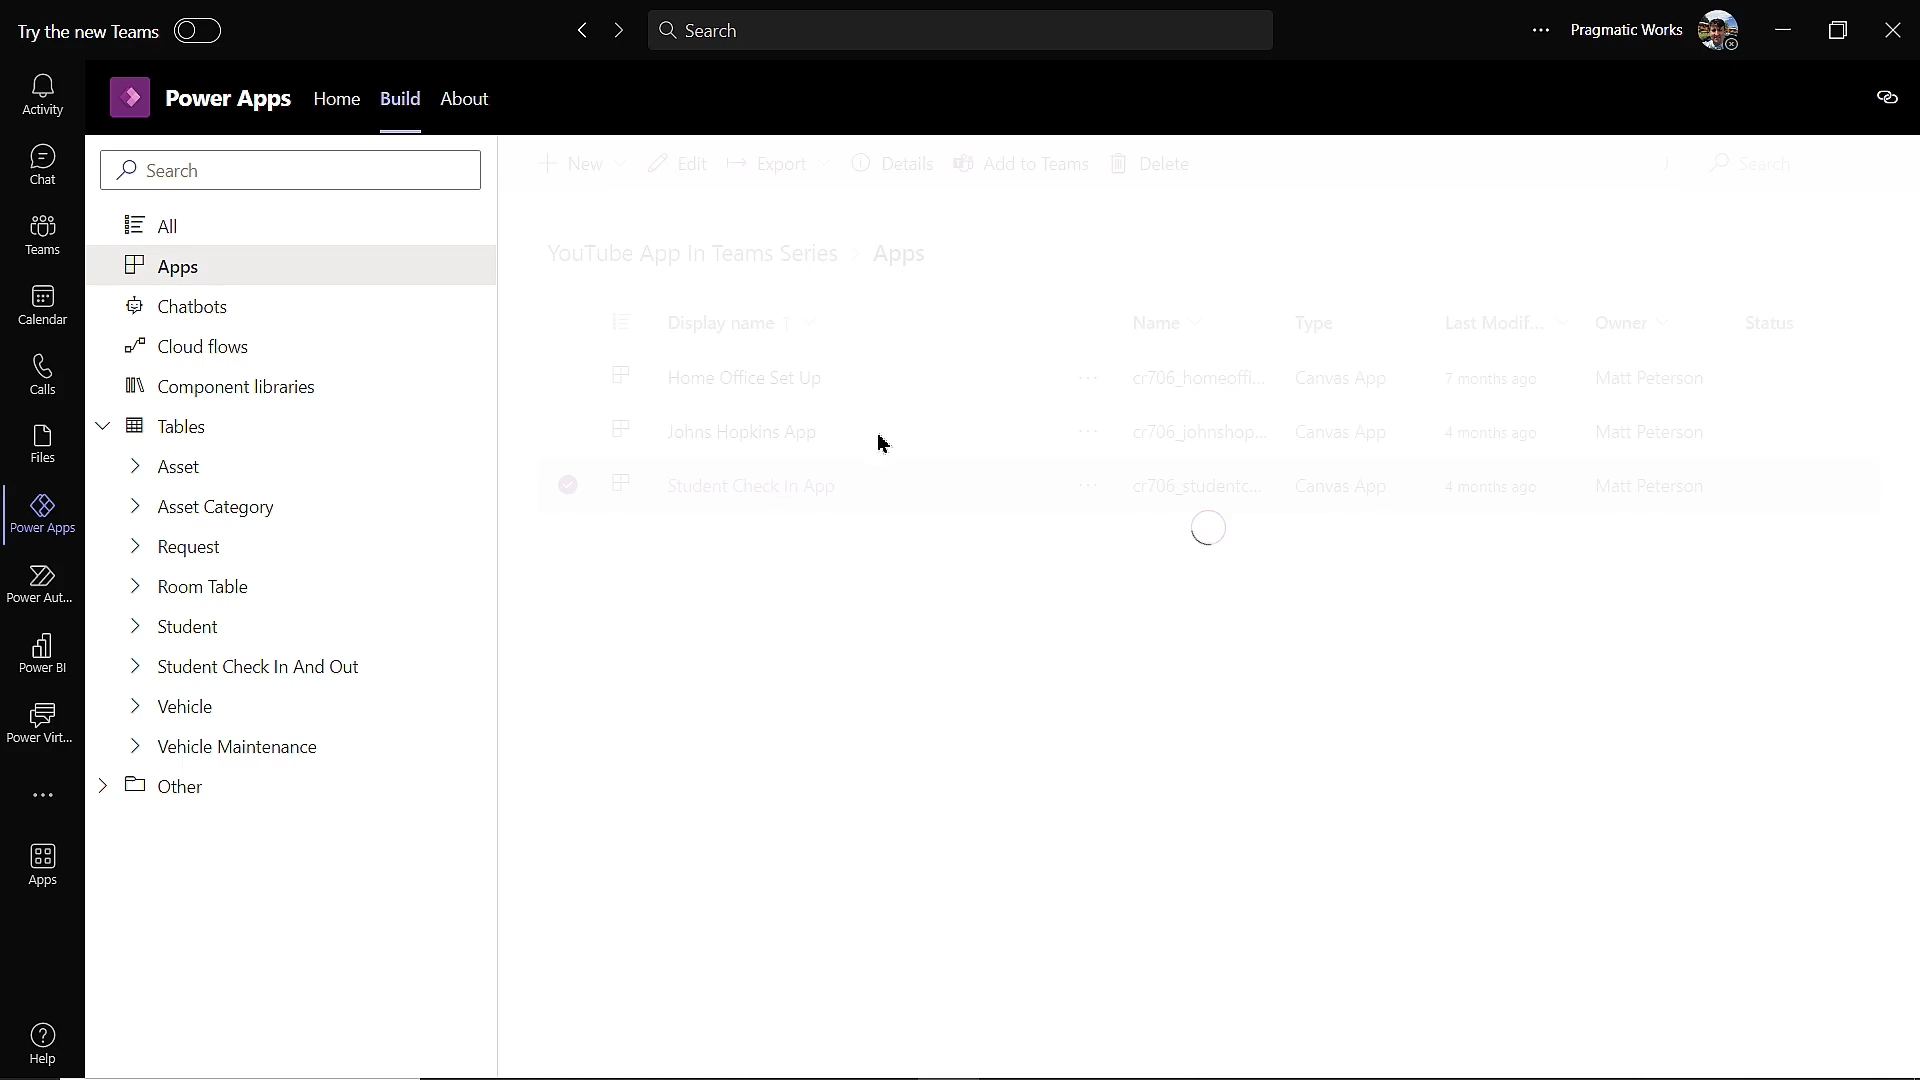 Try the new Teams
Search
Pragmatic Works
Activity
Chat
Teams
Calendar
Calls
Files
Power Apps
Power Aut...
Power BI
Power Virt...
Apps
Help
Power Apps Home Build About
Search
All
Apps
Chatbots
Cloud flows
Component libraries
Tables
Asset
Asset Category
Request
Room Table
Student
Student Check In And Out
Vehicle
Vehicle Maintenance
Other
New Edit Export Details Add to Teams Delete Search
YouTube App In Teams Series > Apps
Display name Name Type Last Modif... Owner Status
Home Office Set Up ... cr706_homeoffi... Canvas App 7 months ago Matt Peterson
Johns Hopkins App ... cr706_johnshop... Canvas App 4 months ago Matt Peterson
Student Check In App ... cr706_studentc... Canvas App 4 months ago Matt Peterson